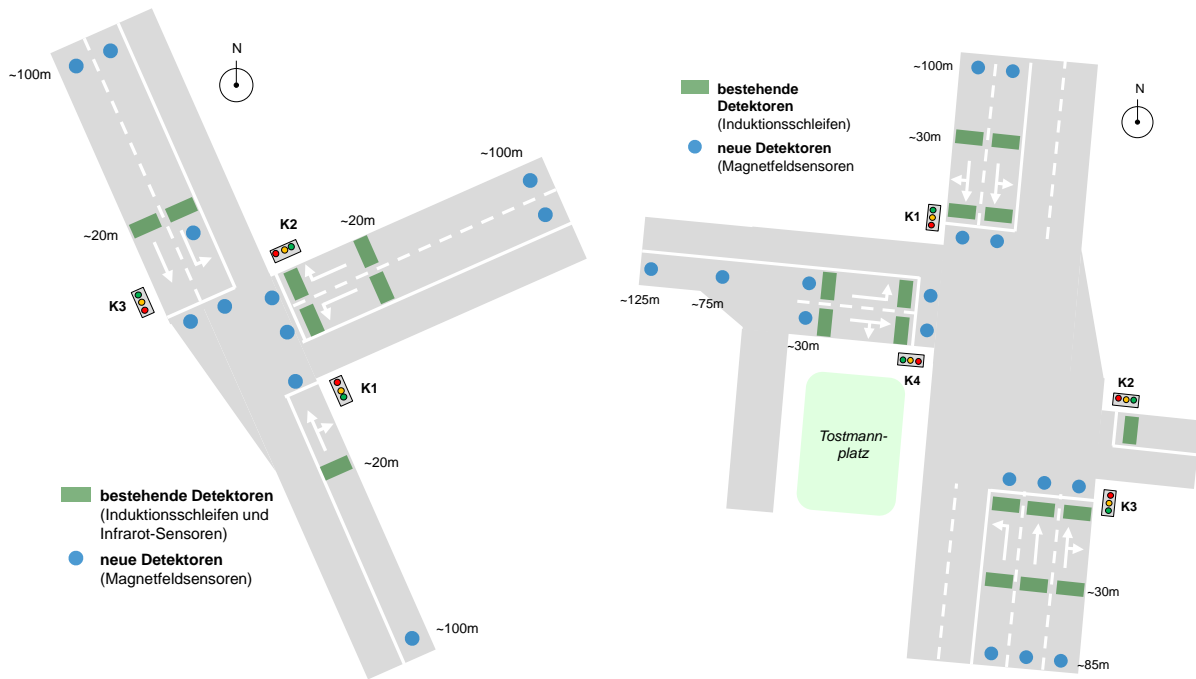 N
~100m
~100m
K2
~20m
~20m
K3
K1
~20m
bestehende Detektoren
(Induktionsschleifen und
Infrarot-Sensoren)
neue Detektoren
(Magnetfeldsensoren)
~100m
~100m
bestehende
Detektoren
(Induktionsschleifen)
neue Detektoren
(Magnetfeldsensoren
N
~30m
K1
~125m
~75m
~30m
K4
K2
Tostmann-
platz
K3
~30m
~85m